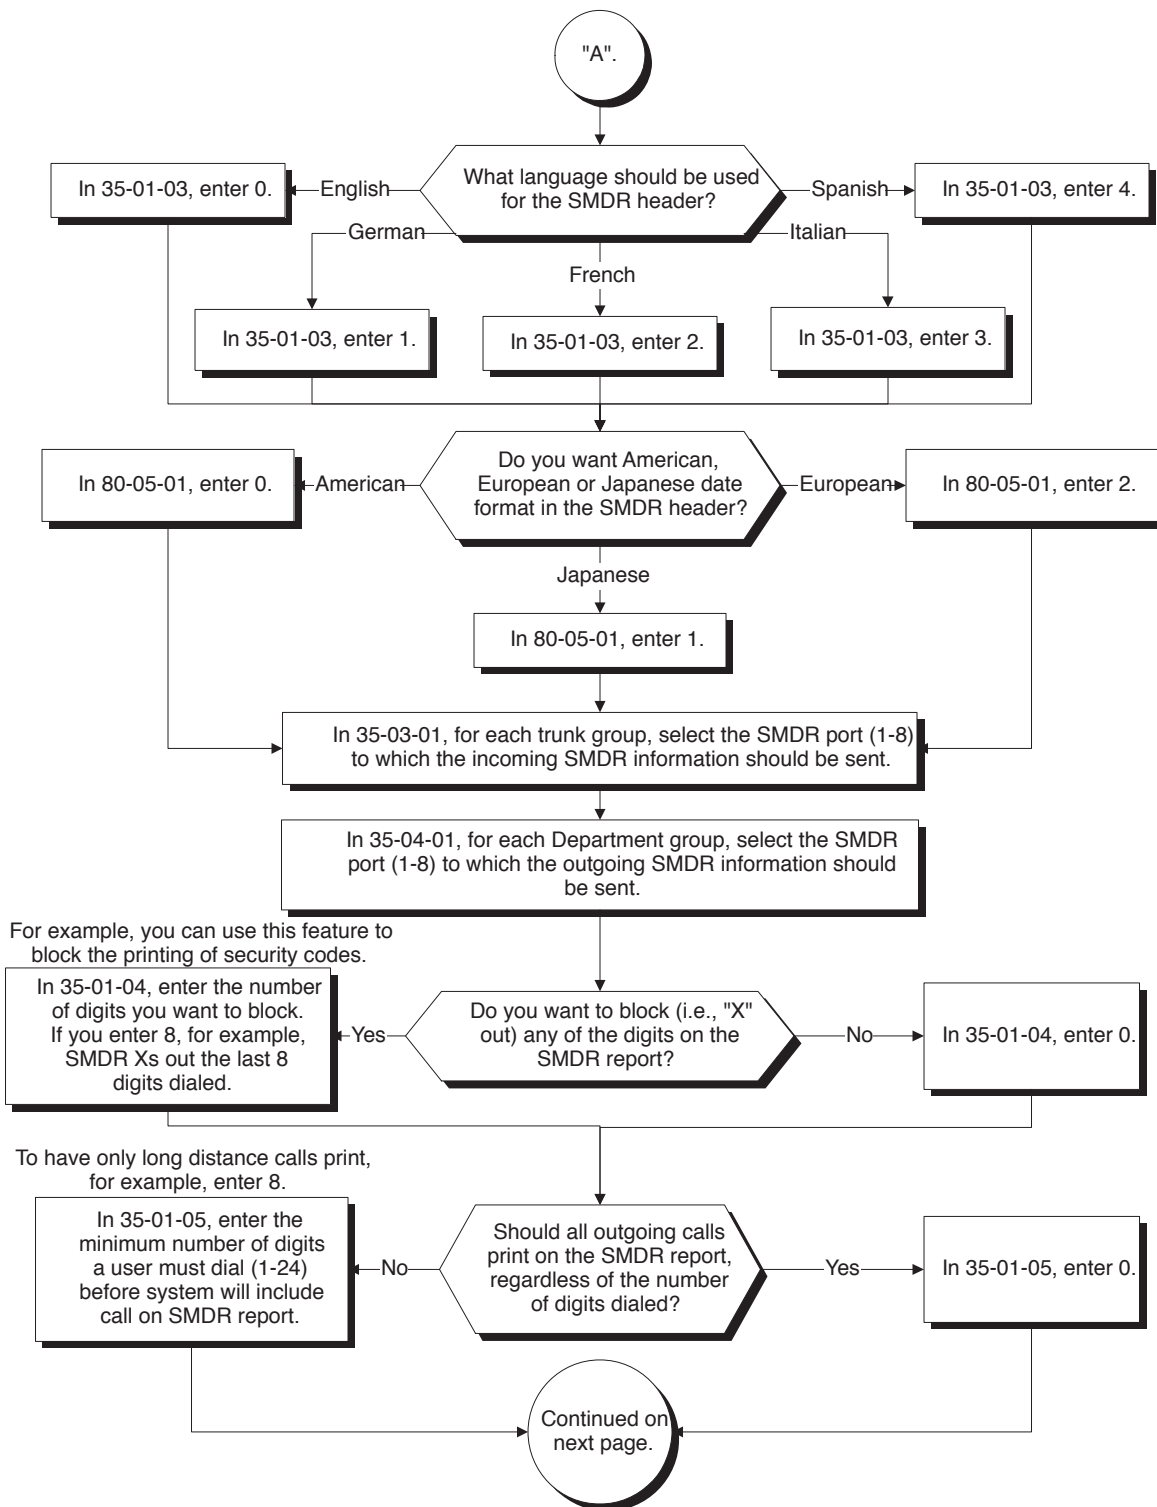 "A".
What language should be used
for the SMDR header?
English
In 35-01-03, enter 0.
Spanish
In 35-01-03, enter 4.
German
Italian
French
In 35-01-03, enter 1.
In 35-01-03, enter 2.
In 35-01-03, enter 3.
Do you want American,
European or Japanese date
format in the SMDR header?
American
In 80-05-01, enter 0.
European
In 80-05-01, enter 2.
Japanese
In 80-05-01, enter 1.
In 35-03-01, for each trunk group, select the SMDR port (1-8)
to which the incoming SMDR information should be sent.
In 35-04-01, for each Department group, select the SMDR
port (1-8) to which the outgoing SMDR information should
be sent.
For example, you can use this feature to
block the printing of security codes.
In 35-01-04, enter the number
of digits you want to block.
If you enter 8, for example,
SMDR Xs out the last 8
digits dialed.
Yes
Do you want to block (i.e., "X"
out) any of the digits on the
SMDR report?
No
In 35-01-04, enter 0.
To have only long distance calls print,
for example, enter 8.
In 35-01-05, enter the
minimum number of digits
a user must dial (1-24)
before system will include
call on SMDR report.
No
Should all outgoing calls
print on the SMDR report,
regardless of the number
of digits dialed?
Yes
In 35-01-05, enter 0.
Continued on
next page.